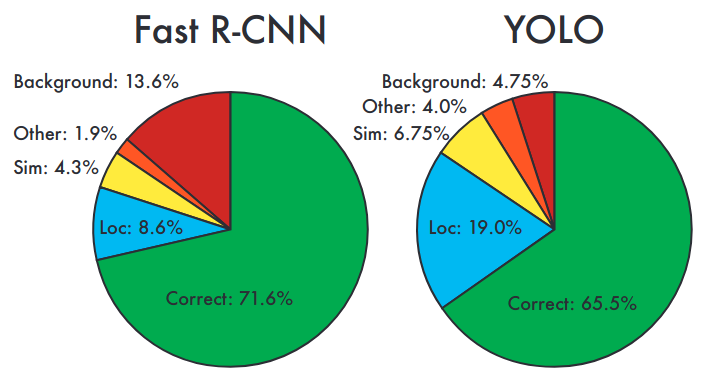 Fast R-CNN
Background: 13.6%
Other: 1.9%
Sim: 4.3%
Loc: 8.6%
Correct: 71.6%
YOLO
Background: 4.75%
Other: 4.0%
Sim: 6.75%
Loc: 19.0%
Correct: 65.5%